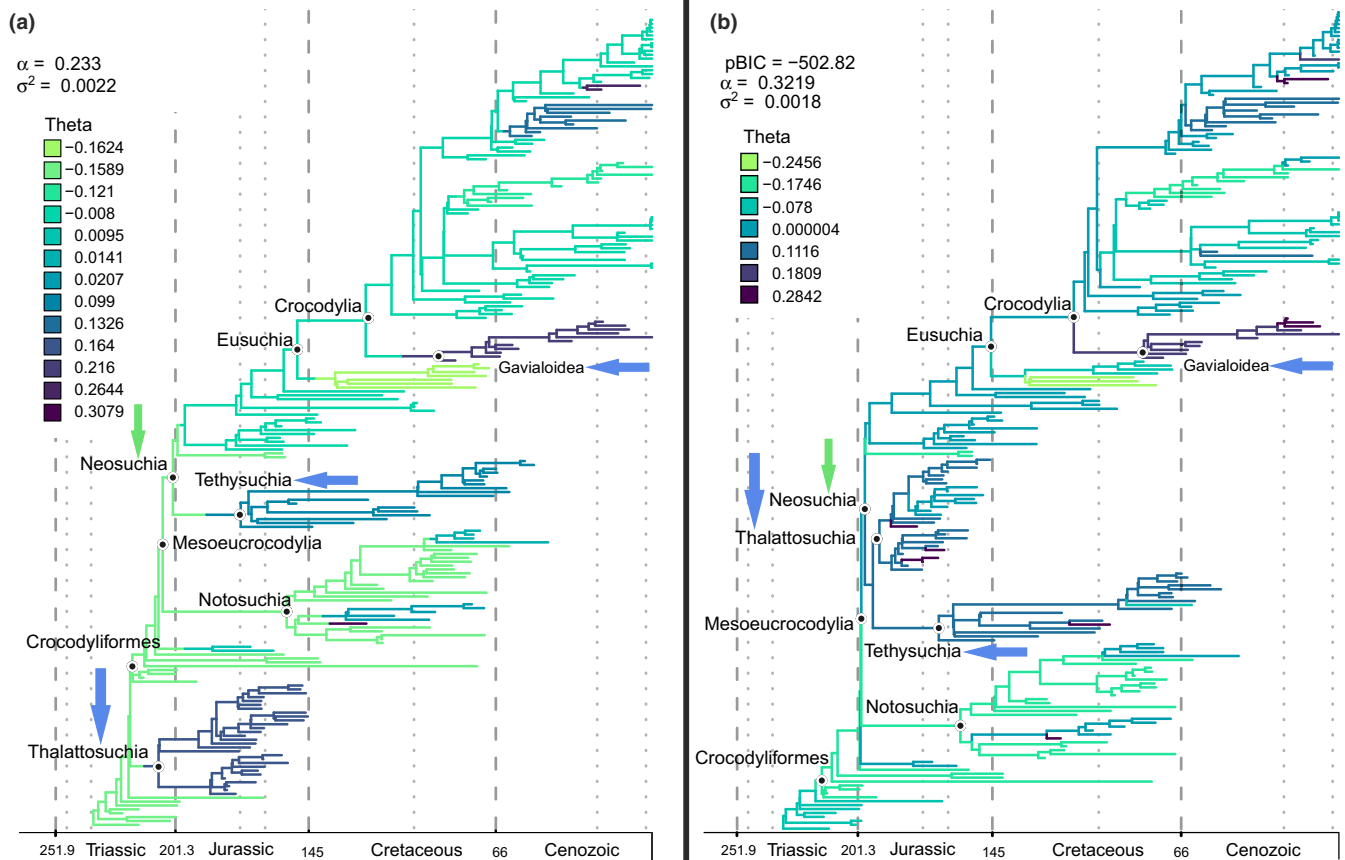 (a)
α = 0.233
σ² = 0.0022
Theta
−0.1624
−0.1589
−0.121
−0.008
0.0095
0.0141
0.0207
0.099
0.1326
0.164
0.216
0.2644
0.3079
Crocodylia
Eusuchia
Gavialoidea
Neosuchia
Tethysuchia
Mesoeucrocodylia
Notosuchia
Crocodyliformes
Thalattosuchia
251.9 Triassic 201.3 Jurassic 145 Cretaceous 66 Cenozoic
(b)
pBIC = −502.82
α = 0.3219
σ² = 0.0018
Theta
−0.2456
−0.1746
−0.078
0.000004
0.1116
0.1809
0.2842
Crocodylia
Eusuchia
Gavialoidea
Neosuchia
Thalattosuchia
Mesoeucrocodylia
Tethysuchia
Notosuchia
Crocodyliformes
251.9 Triassic 201.3 Jurassic 145 Cretaceous 66 Cenozoic